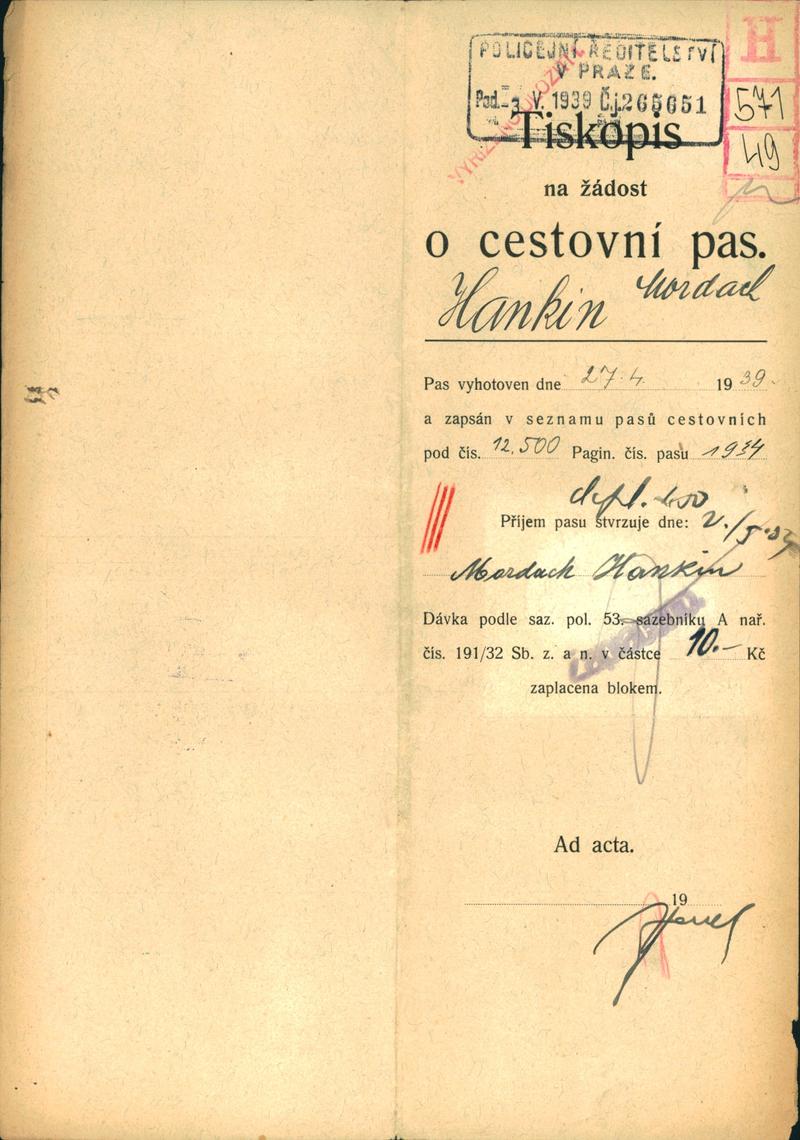 POLICEJNÍ ŘEDITELSTVÍ
V PRAZE.
Pod. -3. V. 1939 Č.j. 265651
H
571
49
Tiskopis
na žádost
o cestovní pas.
Hankin Mordach
Pas vyhotoven dne 27.4. 1939.
a zapsán v seznamu pasů cestovních
pod čís. 12.500 Pagin. čís. pasu 1934
Příjem pasu stvrzuje dne:
Mordach Hankin
Dávka podle saz. pol. 53. sazebníku A nař.
čís. 191/32 Sb. z. a n. v částce 10.- Kč
zaplacena blokem.
Ad acta.
19